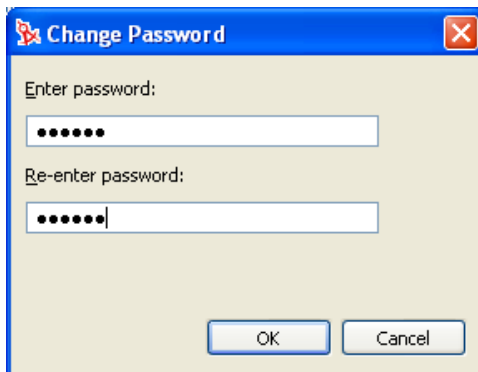 Change Password
Enter password:
●●●●●●
Re-enter password:
●●●●●●
OK Cancel